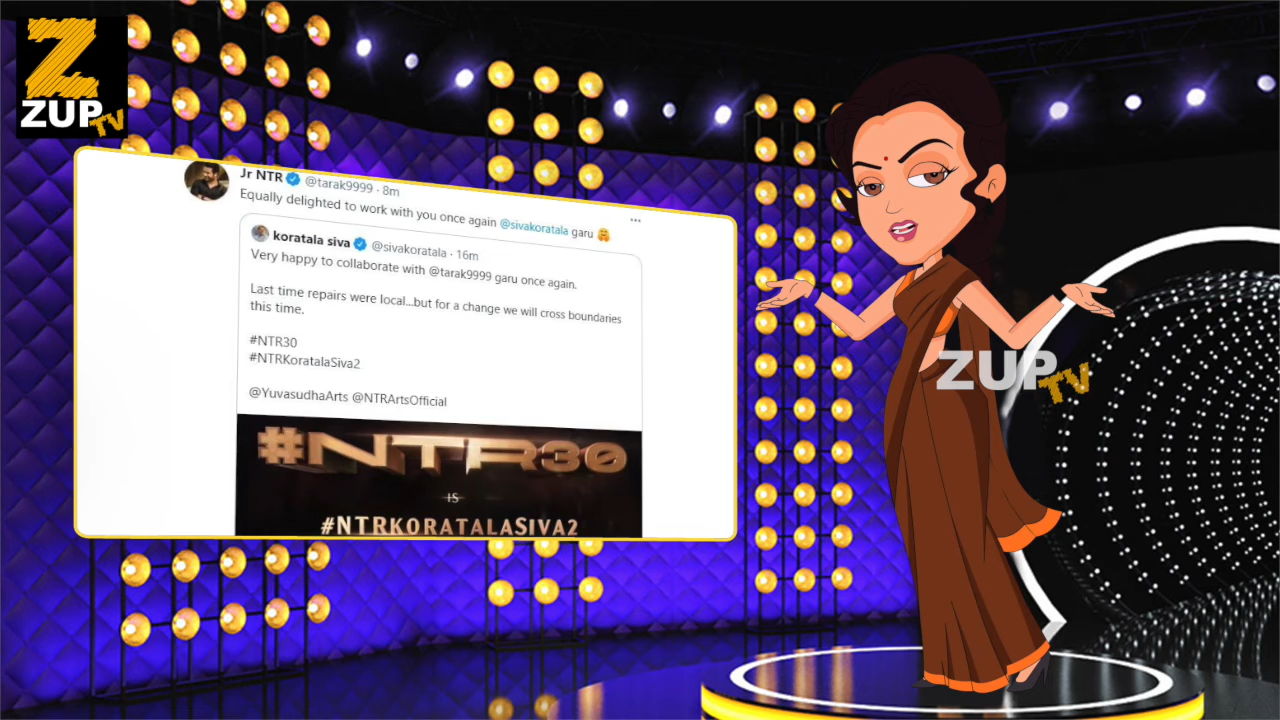 Z
ZUP
TV
Jr NTR @tarak9999 · 8m
Equally delighted to work with you once again @sivakoratala garu 🤗
koratala siva @sivakoratala · 16m
Very happy to collaborate with @tarak9999 garu once again.
Last time repairs were local...but for a change we will cross boundaries
this time.
#NTR30
#NTRKoratalaSiva2
@YuvasudhaArts @NTRArtsOfficial
#NTR30
IS
#NTRKORATALASIVA2
ZUP
TV